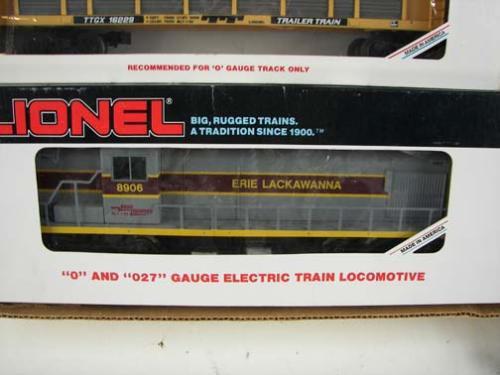 TTGX 16229
TRAILER TRAIN
RECOMMENDED FOR 'O' GAUGE TRACK ONLY
MADE IN AMERICA
LIONEL®
BIG, RUGGED TRAINS.
A TRADITION SINCE 1900.™
8906
ERIE LACKAWANNA
MADE IN AMERICA
"O" AND "027" GAUGE ELECTRIC TRAIN LOCOMOTIVE